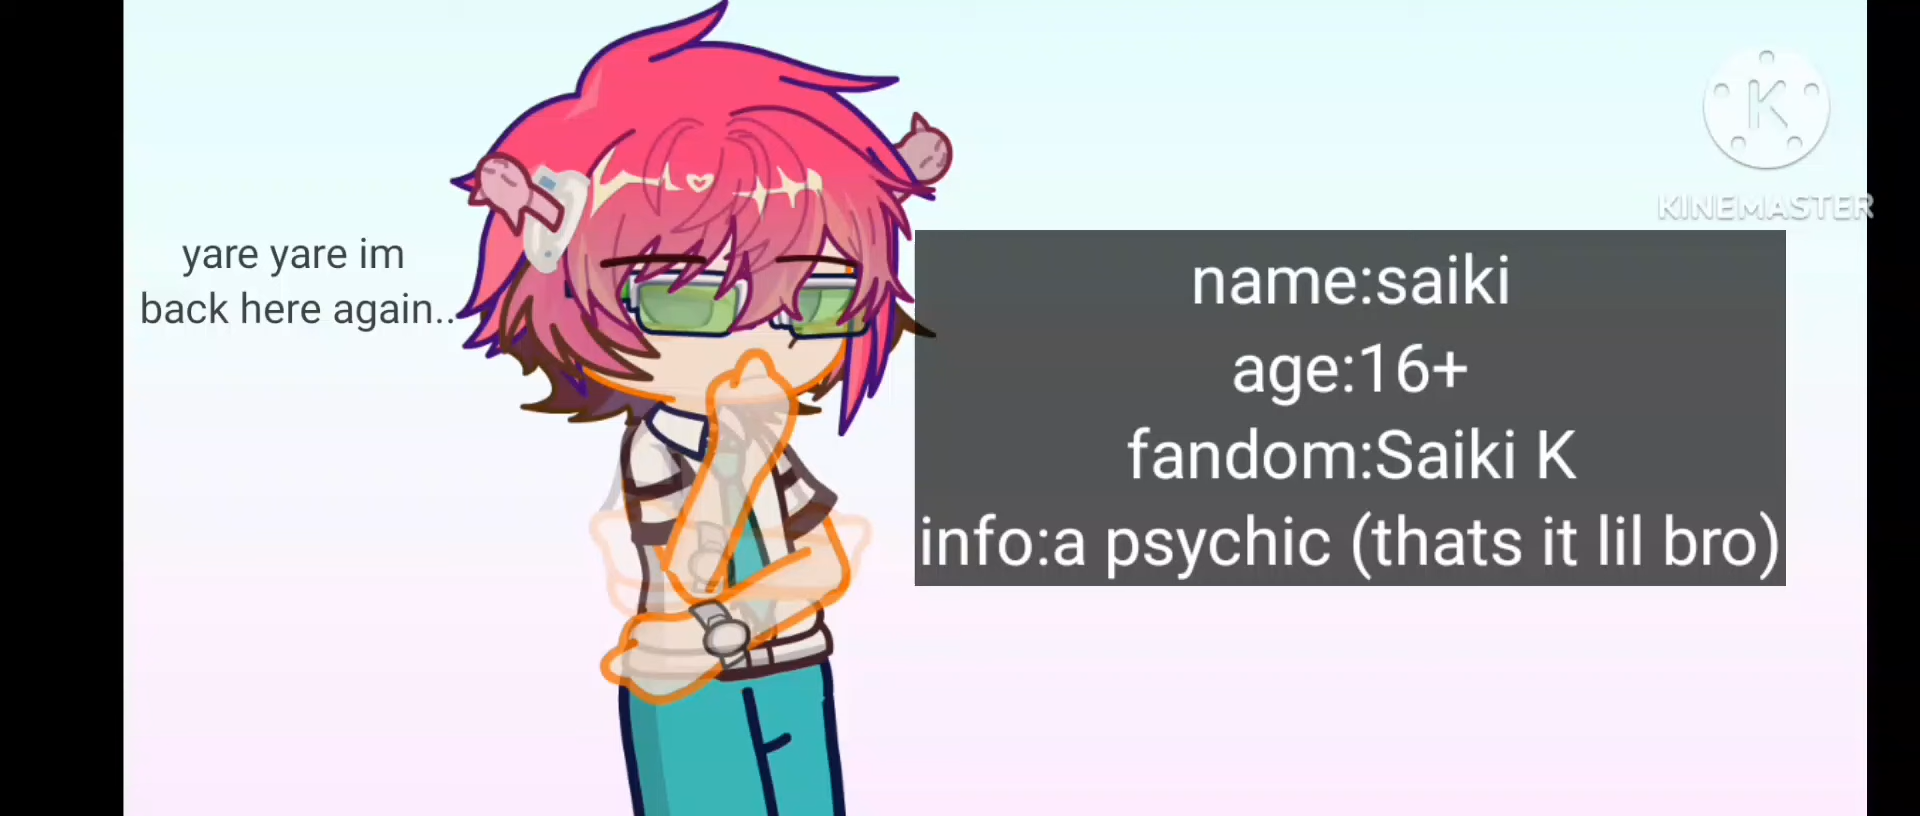 yare yare im
back here again..
K
KINEMASTER
name:saiki
age:16+
fandom:Saiki K
info:a psychic (thats it lil bro)